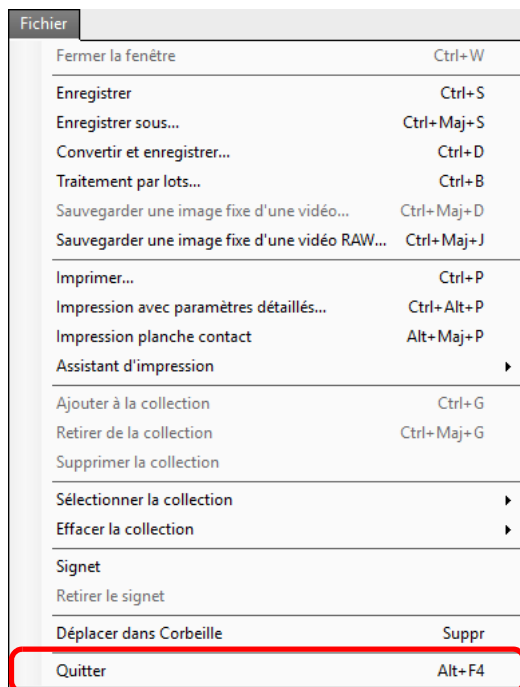 Fichier
Fermer la fenêtre Ctrl+W
Enregistrer Ctrl+S
Enregistrer sous... Ctrl+Maj+S
Convertir et enregistrer... Ctrl+D
Traitement par lots... Ctrl+B
Sauvegarder une image fixe d'une vidéo... Ctrl+Maj+D
Sauvegarder une image fixe d'une vidéo RAW... Ctrl+Maj+J
Imprimer... Ctrl+P
Impression avec paramètres détaillés... Ctrl+Alt+P
Impression planche contact Alt+Maj+P
Assistant d'impression
Ajouter à la collection Ctrl+G
Retirer de la collection Ctrl+Maj+G
Supprimer la collection
Sélectionner la collection
Effacer la collection
Signet
Retirer le signet
Déplacer dans Corbeille Suppr
Quitter Alt+F4